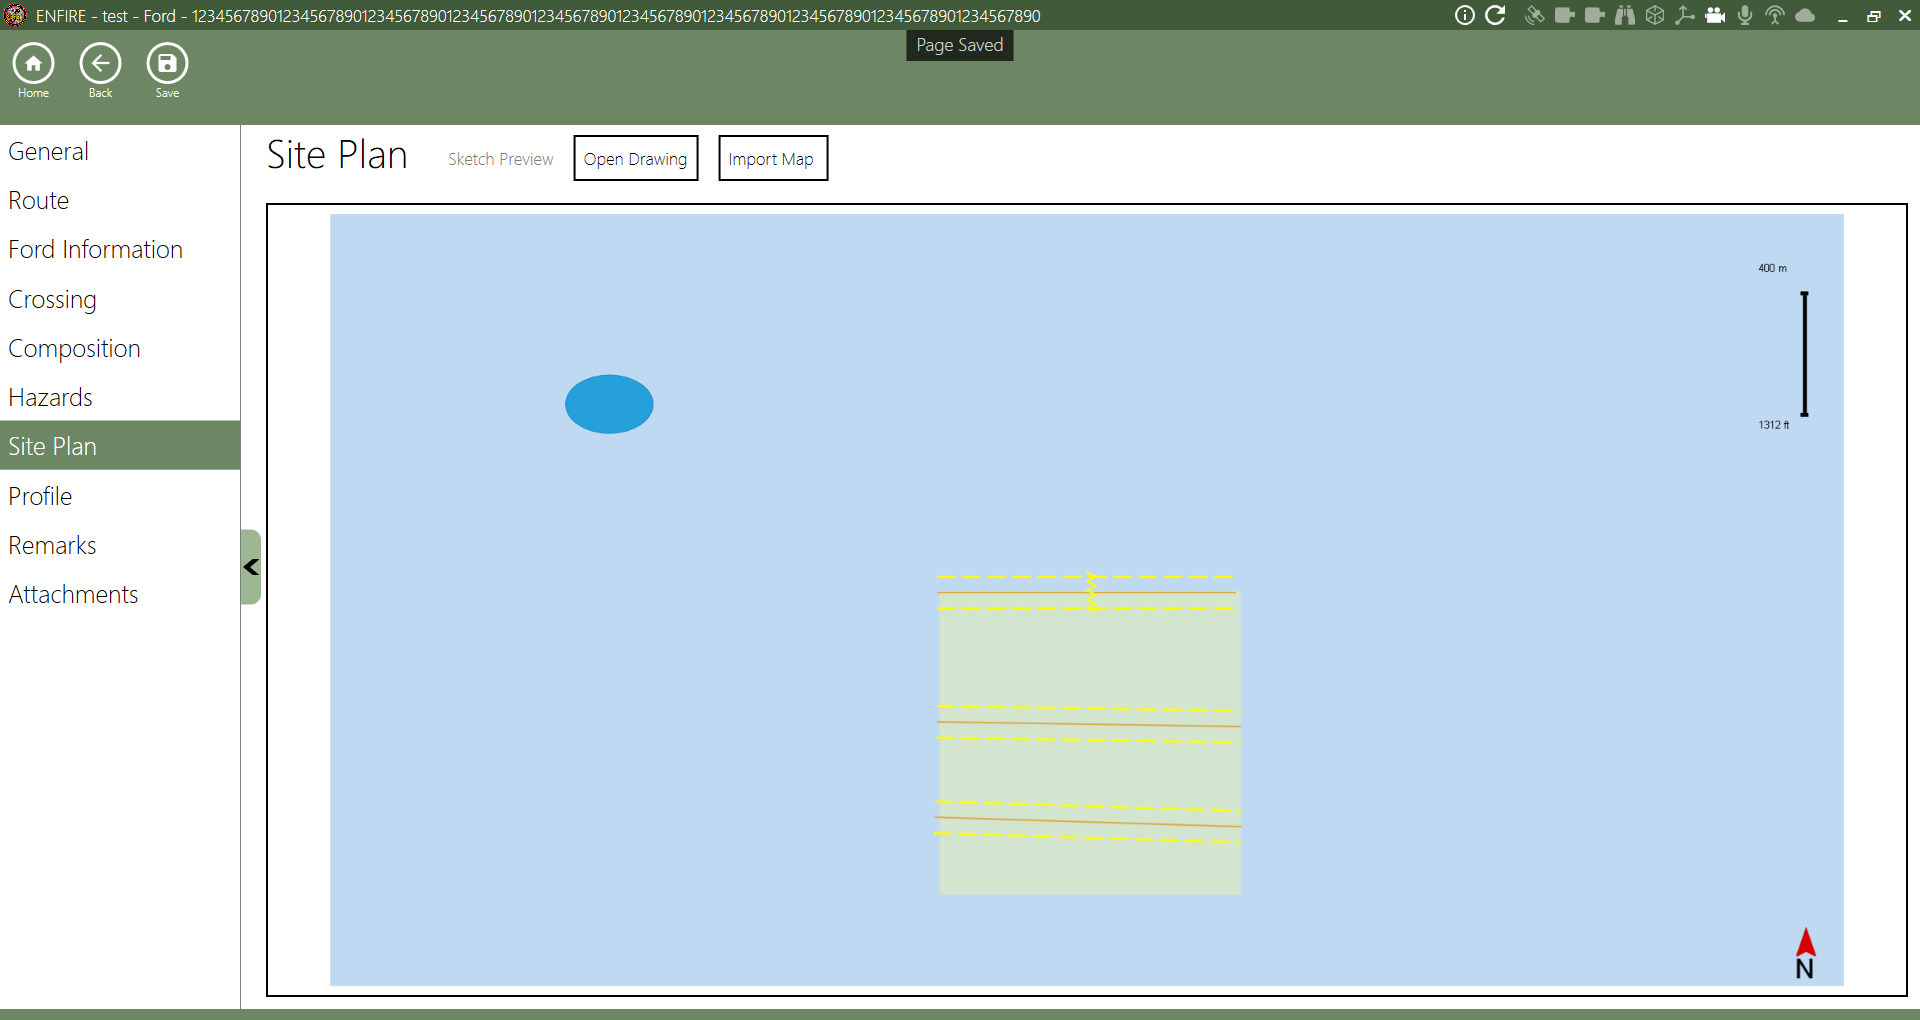 ENFIRE - test - Ford - 1234567890123456789012345678901234567890123456789012345678901234567890123456789012345678901234567890
Page Saved
Home
Back
Save
General
Route
Ford Information
Crossing
Composition
Hazards
Site Plan
Profile
Remarks
Attachments
Site Plan
Sketch Preview
Open Drawing
Import Map
400 m
1312 ft
N